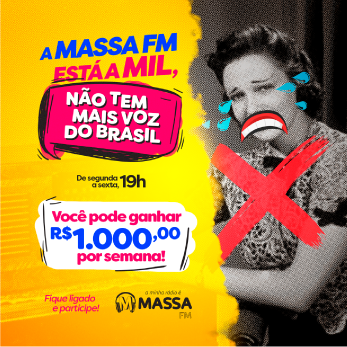 A MASSA FM
ESTÁ A MIL,
NÃO TEM
MAIS VOZ
DO BRASIL
De segunda
a sexta, 19h
Você pode ganhar
R$1.000,00
por semana!
Fique ligado
e participe!
a minha rádio é
MASSA
FM